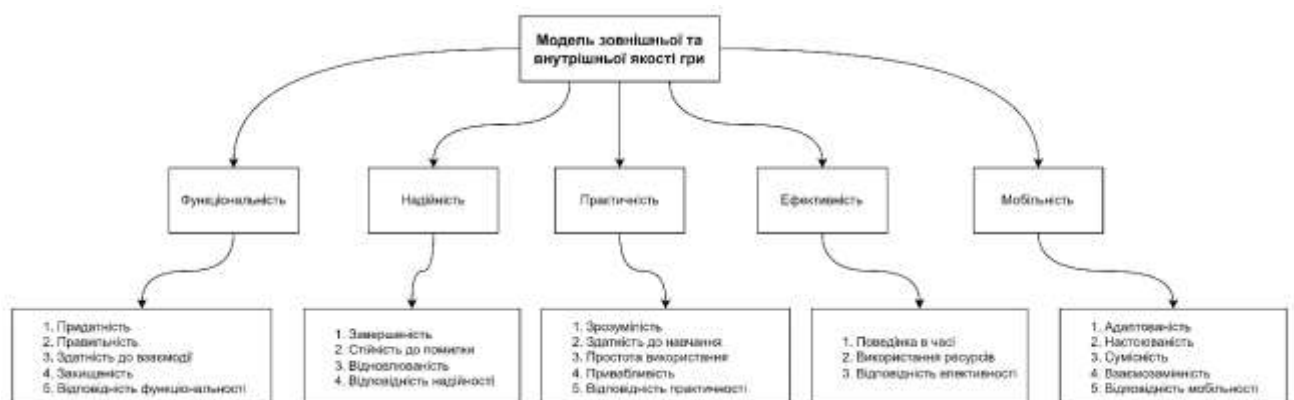 Модель зовнішньої та
внутрішньої якості гри
Функціональність
Надійність
Практичність
Ефективність
Мобільність
1. Придатність
2. Правильність
3. Здатність до взаємодії
4. Захищеність
5. Відповідність функціональності
1. Завершеність
2. Стійкість до помилки
3. Відновлюваність
4. Відповідність надійності
1. Зрозумілість
2. Здатність до навчання
3. Простота використання
4. Привабливість
5. Відповідність практичності
1. Поведінка в часі
2. Використання ресурсів
3. Відповідність
1. Адаптованість
2.
3. Сумісність
4. Взаємозамінність
5. Відповідність мобільності